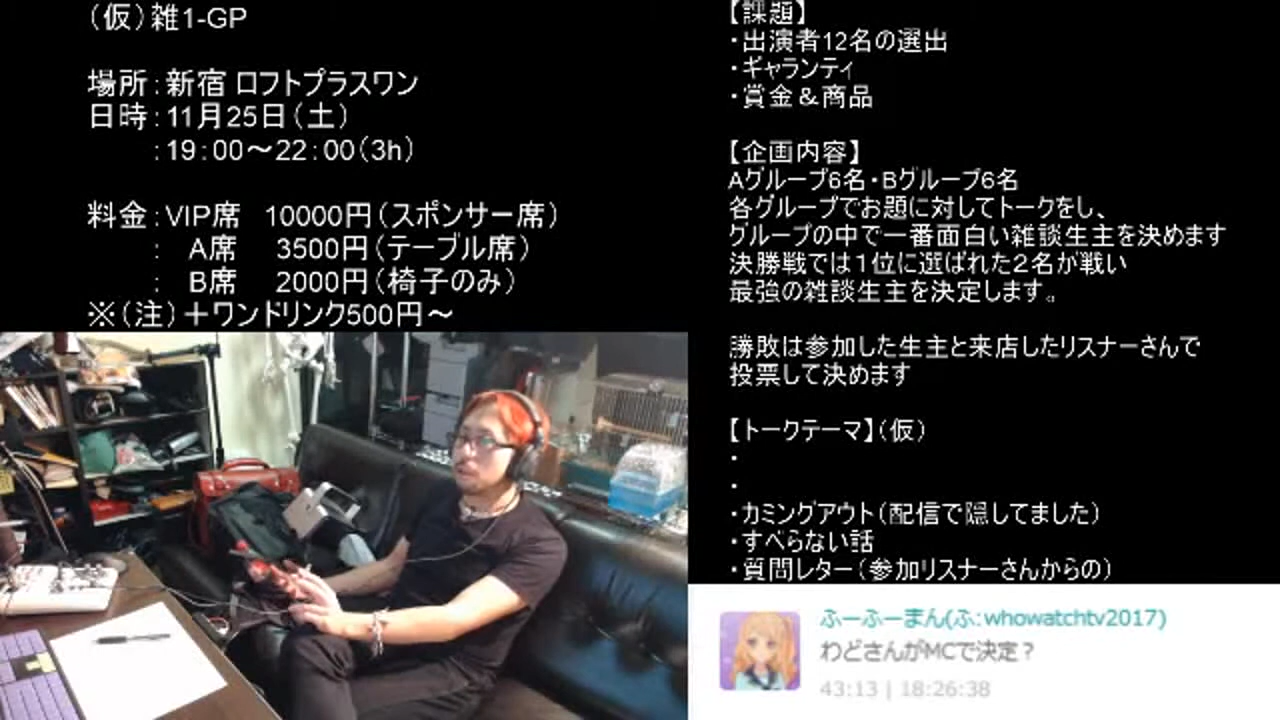 （仮）雑1-GP
場所：新宿 ロフトプラスワン
日時：11月25日（土）
：19：00～22：00（3h）
料金：VIP席 10000円（スポンサー席）
： A席 3500円（テーブル席）
： B席 2000円（椅子のみ）
※（注）＋ワンドリンク500円～
【課題】
・出演者12名の選出
・ギャランティ
・賞金＆商品
【企画内容】
Aグループ6名・Bグループ6名
各グループでお題に対してトークをし、
グループの中で一番面白い雑談生主を決めます
決勝戦では１位に選ばれた２名が戦い
最強の雑談生主を決定します。
勝敗は参加した生主と来店したリスナーさんで
投票して決めます
【トークテーマ】（仮）
・
・
・カミングアウト（配信で隠してました）
・すべらない話
・質問レター（参加リスナーさんからの）
ふーふーまん(ふ:whowatchtv2017)
わどさんがMCで決定？
43:13 | 18:26:38